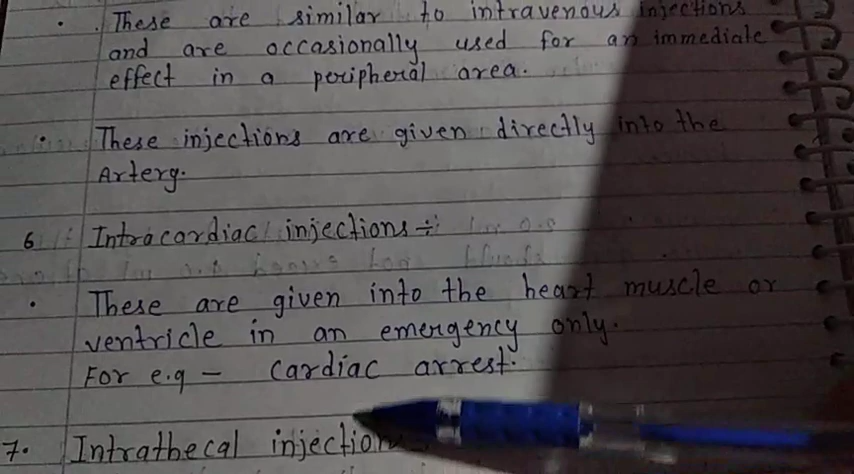 • These are similar to intravenous injections
and are occasionally used for an immediate
effect in a peripheral area.
• These injections are given directly into the
Artery.
6 Intracardiac injections ÷
• These are given into the heart muscle or
ventricle in an emergency only.
For e.g - Cardiac arrest.
7. Intrathecal injection